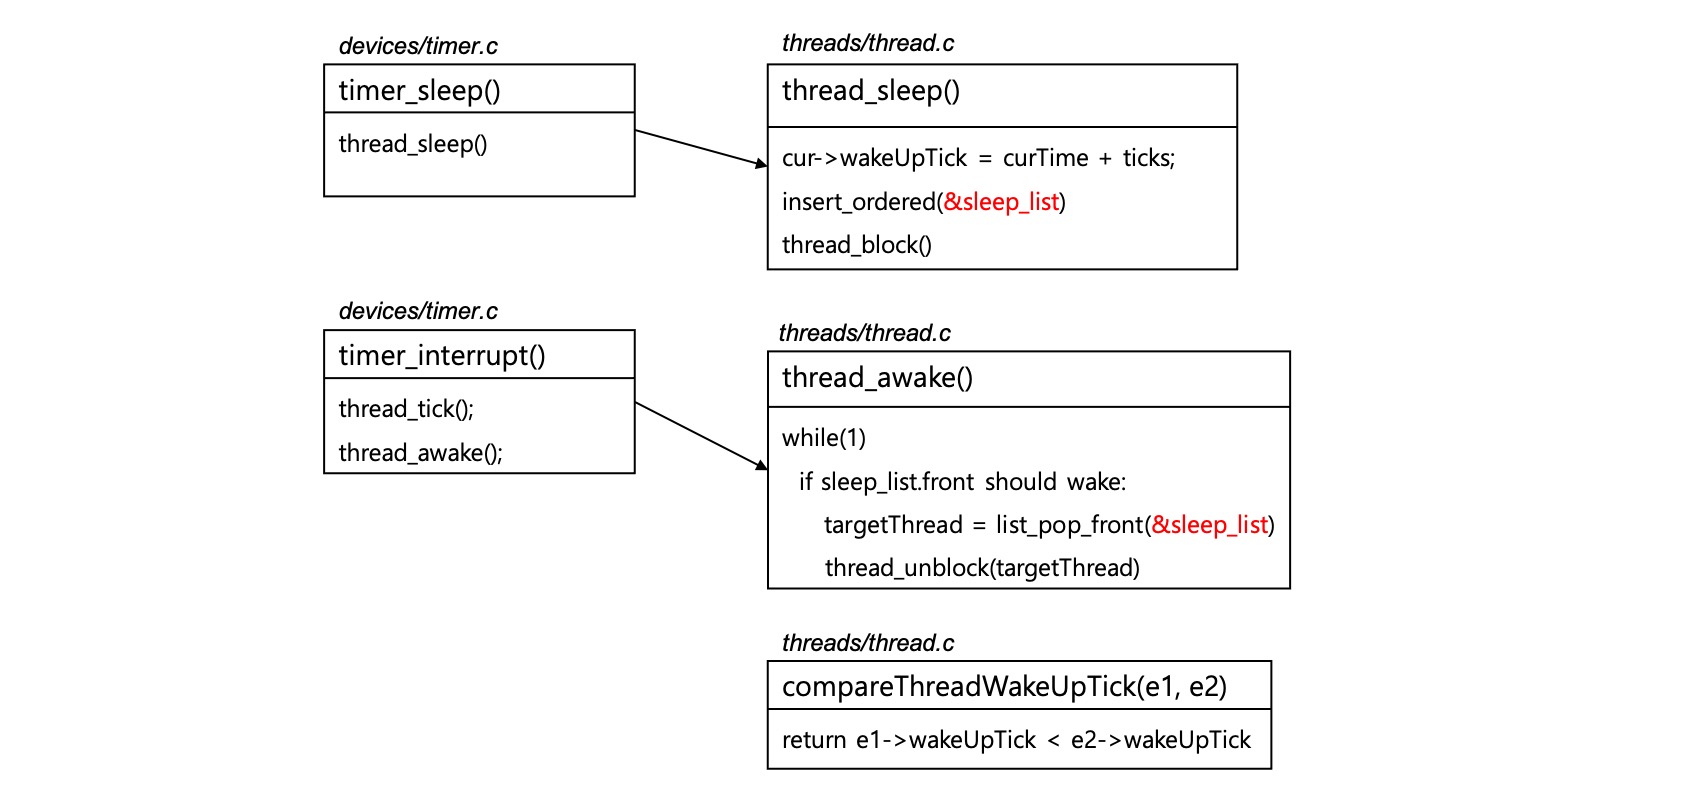 devices/timer.c
timer_sleep()
thread_sleep()
threads/thread.c
thread_sleep()
cur->wakeUpTick = curTime + ticks;
insert_ordered(&sleep_list)
thread_block()
devices/timer.c
timer_interrupt()
thread_tick();
thread_awake();
threads/thread.c
thread_awake()
while(1)
if sleep_list.front should wake:
targetThread = list_pop_front(&sleep_list)
thread_unblock(targetThread)
threads/thread.c
compareThreadWakeUpTick(e1, e2)
return e1->wakeUpTick < e2->wakeUpTick